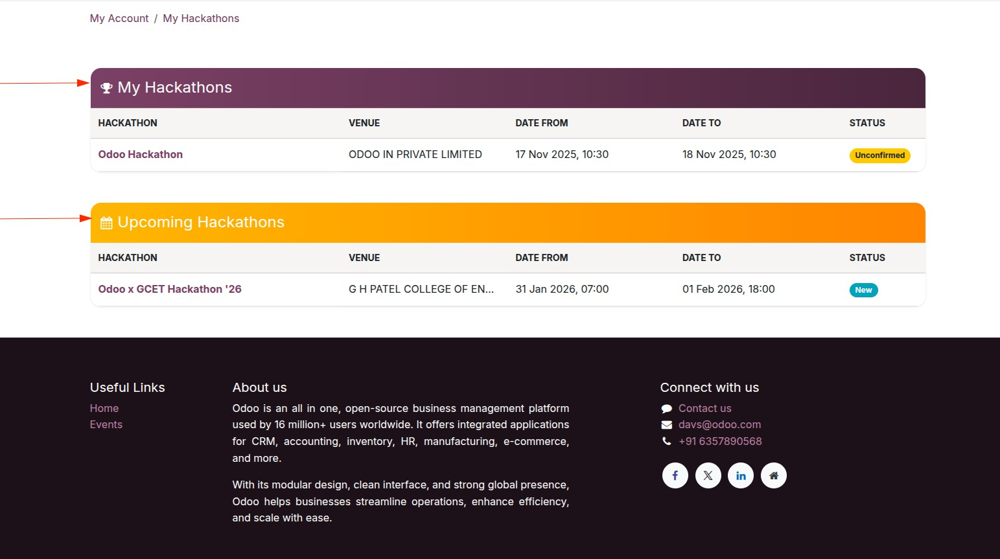 My Account / My Hackathons
My Hackathons
HACKATHON VENUE DATE FROM DATE TO STATUS
Odoo Hackathon ODOO IN PRIVATE LIMITED 17 Nov 2025, 10:30 18 Nov 2025, 10:30 Unconfirmed
Upcoming Hackathons
HACKATHON VENUE DATE FROM DATE TO STATUS
Odoo x GCET Hackathon '26 G H PATEL COLLEGE OF EN... 31 Jan 2026, 07:00 01 Feb 2026, 18:00 New
Useful Links
Home
Events
About us
Odoo is an all in one, open-source business management platform
used by 16 million+ users worldwide. It offers integrated applications
for CRM, accounting, inventory, HR, manufacturing, e-commerce,
and more.
With its modular design, clean interface, and strong global presence,
Odoo helps businesses streamline operations, enhance efficiency,
and scale with ease.
Connect with us
Contact us
davs@odoo.com
+91 6357890568